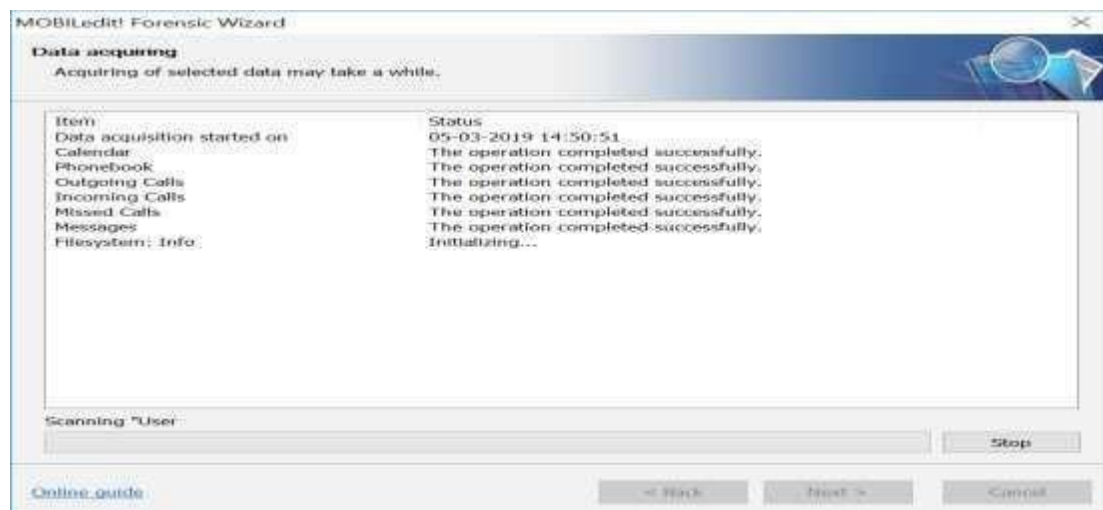 MOBILedit! Forensic Wizard
Data acquiring
Acquiring of selected data may take a while.
Item Status
Data acquisition started on 05-03-2019 14:50:51
Calendar The operation completed successfully.
Phonebook The operation completed successfully.
Outgoing Calls The operation completed successfully.
Incoming Calls The operation completed successfully.
Missed Calls The operation completed successfully.
Messages The operation completed successfully.
Filesystem: Info Initializing...
Scanning "User
Stop
Online guide < Back Next > Cancel